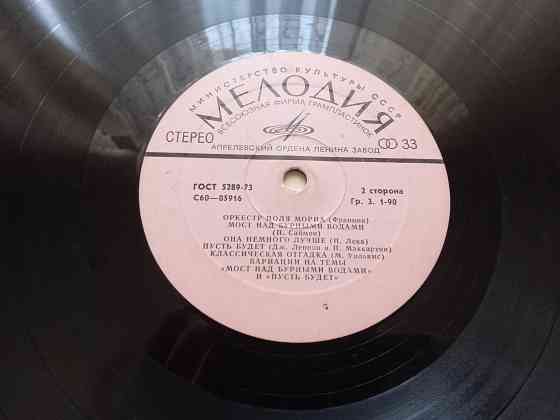 МИНИСТЕРСТВО КУЛЬТУРЫ СССР
МЕЛОДИЯ
ВСЕСОЮЗНАЯ ФИРМА ГРАМПЛАСТИНОК
СТЕРЕО
33
АПРЕЛЕВСКИЙ ОРДЕНА ЛЕНИНА ЗАВОД
ГОСТ 5289-73
2 сторона
С60—05916
Гр. 3. 1-90
ОРКЕСТР ПОЛЯ МОРИА (Франция)
МОСТ НАД БУРНЫМИ ВОДАМИ
(П. Саймон)
ОНА НЕМНОГО ЛУЧШЕ (Н. Леви)
ПУСТЬ БУДЕТ (Дж. Леннон и П. Маккартни)
КЛАССИЧЕСКАЯ ОТГАДКА (М. Уильямс)
ВАРИАЦИИ НА ТЕМЫ
«МОСТ НАД БУРНЫМИ ВОДАМИ»
И «ПУСТЬ БУДЕТ»